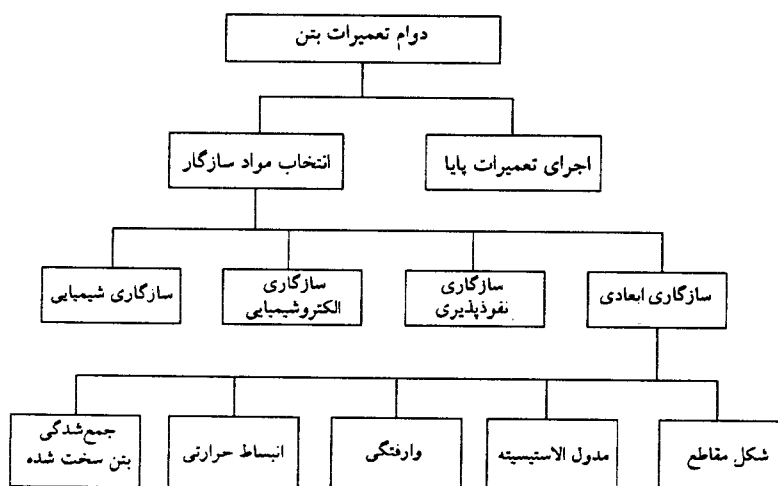 دوام تعمیرات بتن
اجرای تعمیرات پایا
انتخاب مواد سازگار
سازگاری ابعادی
سازگاری
نفوذپذیری
سازگاری
الکتروشیمیایی
سازگاری شیمیایی
شکل مقاطع
مدول الاستیسیته
وارفتگی
انبساط حرارتی
جمع‌شدگی
بتن سخت شده